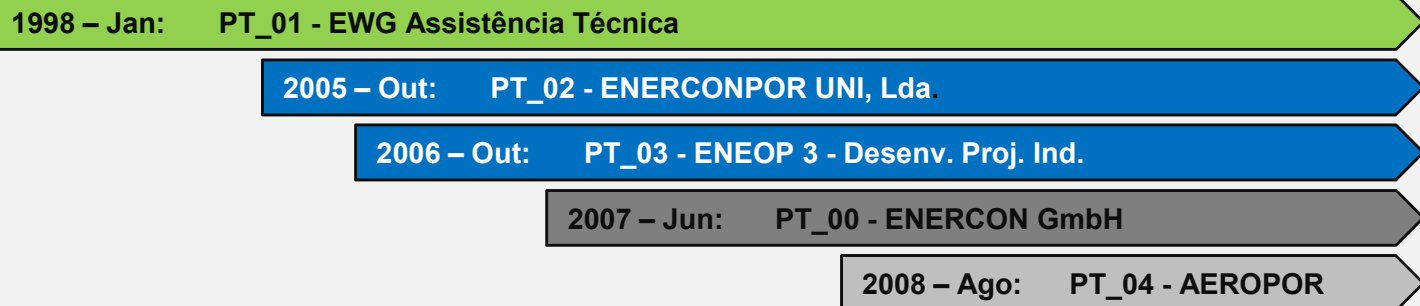 1998 – Jan: PT_01 - EWG Assistência Técnica
2005 – Out: PT_02 - ENERCONPOR UNI, Lda.
2006 – Out: PT_03 - ENEOP 3 - Desenv. Proj. Ind.
2007 – Jun: PT_00 - ENERCON GmbH
2008 – Ago: PT_04 - AEROPOR